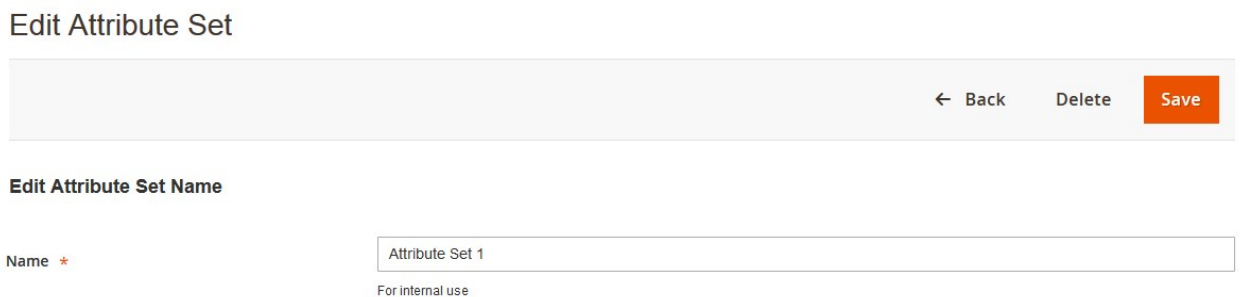 Edit Attribute Set
← Back Delete Save
Edit Attribute Set Name
Name * Attribute Set 1
For internal use